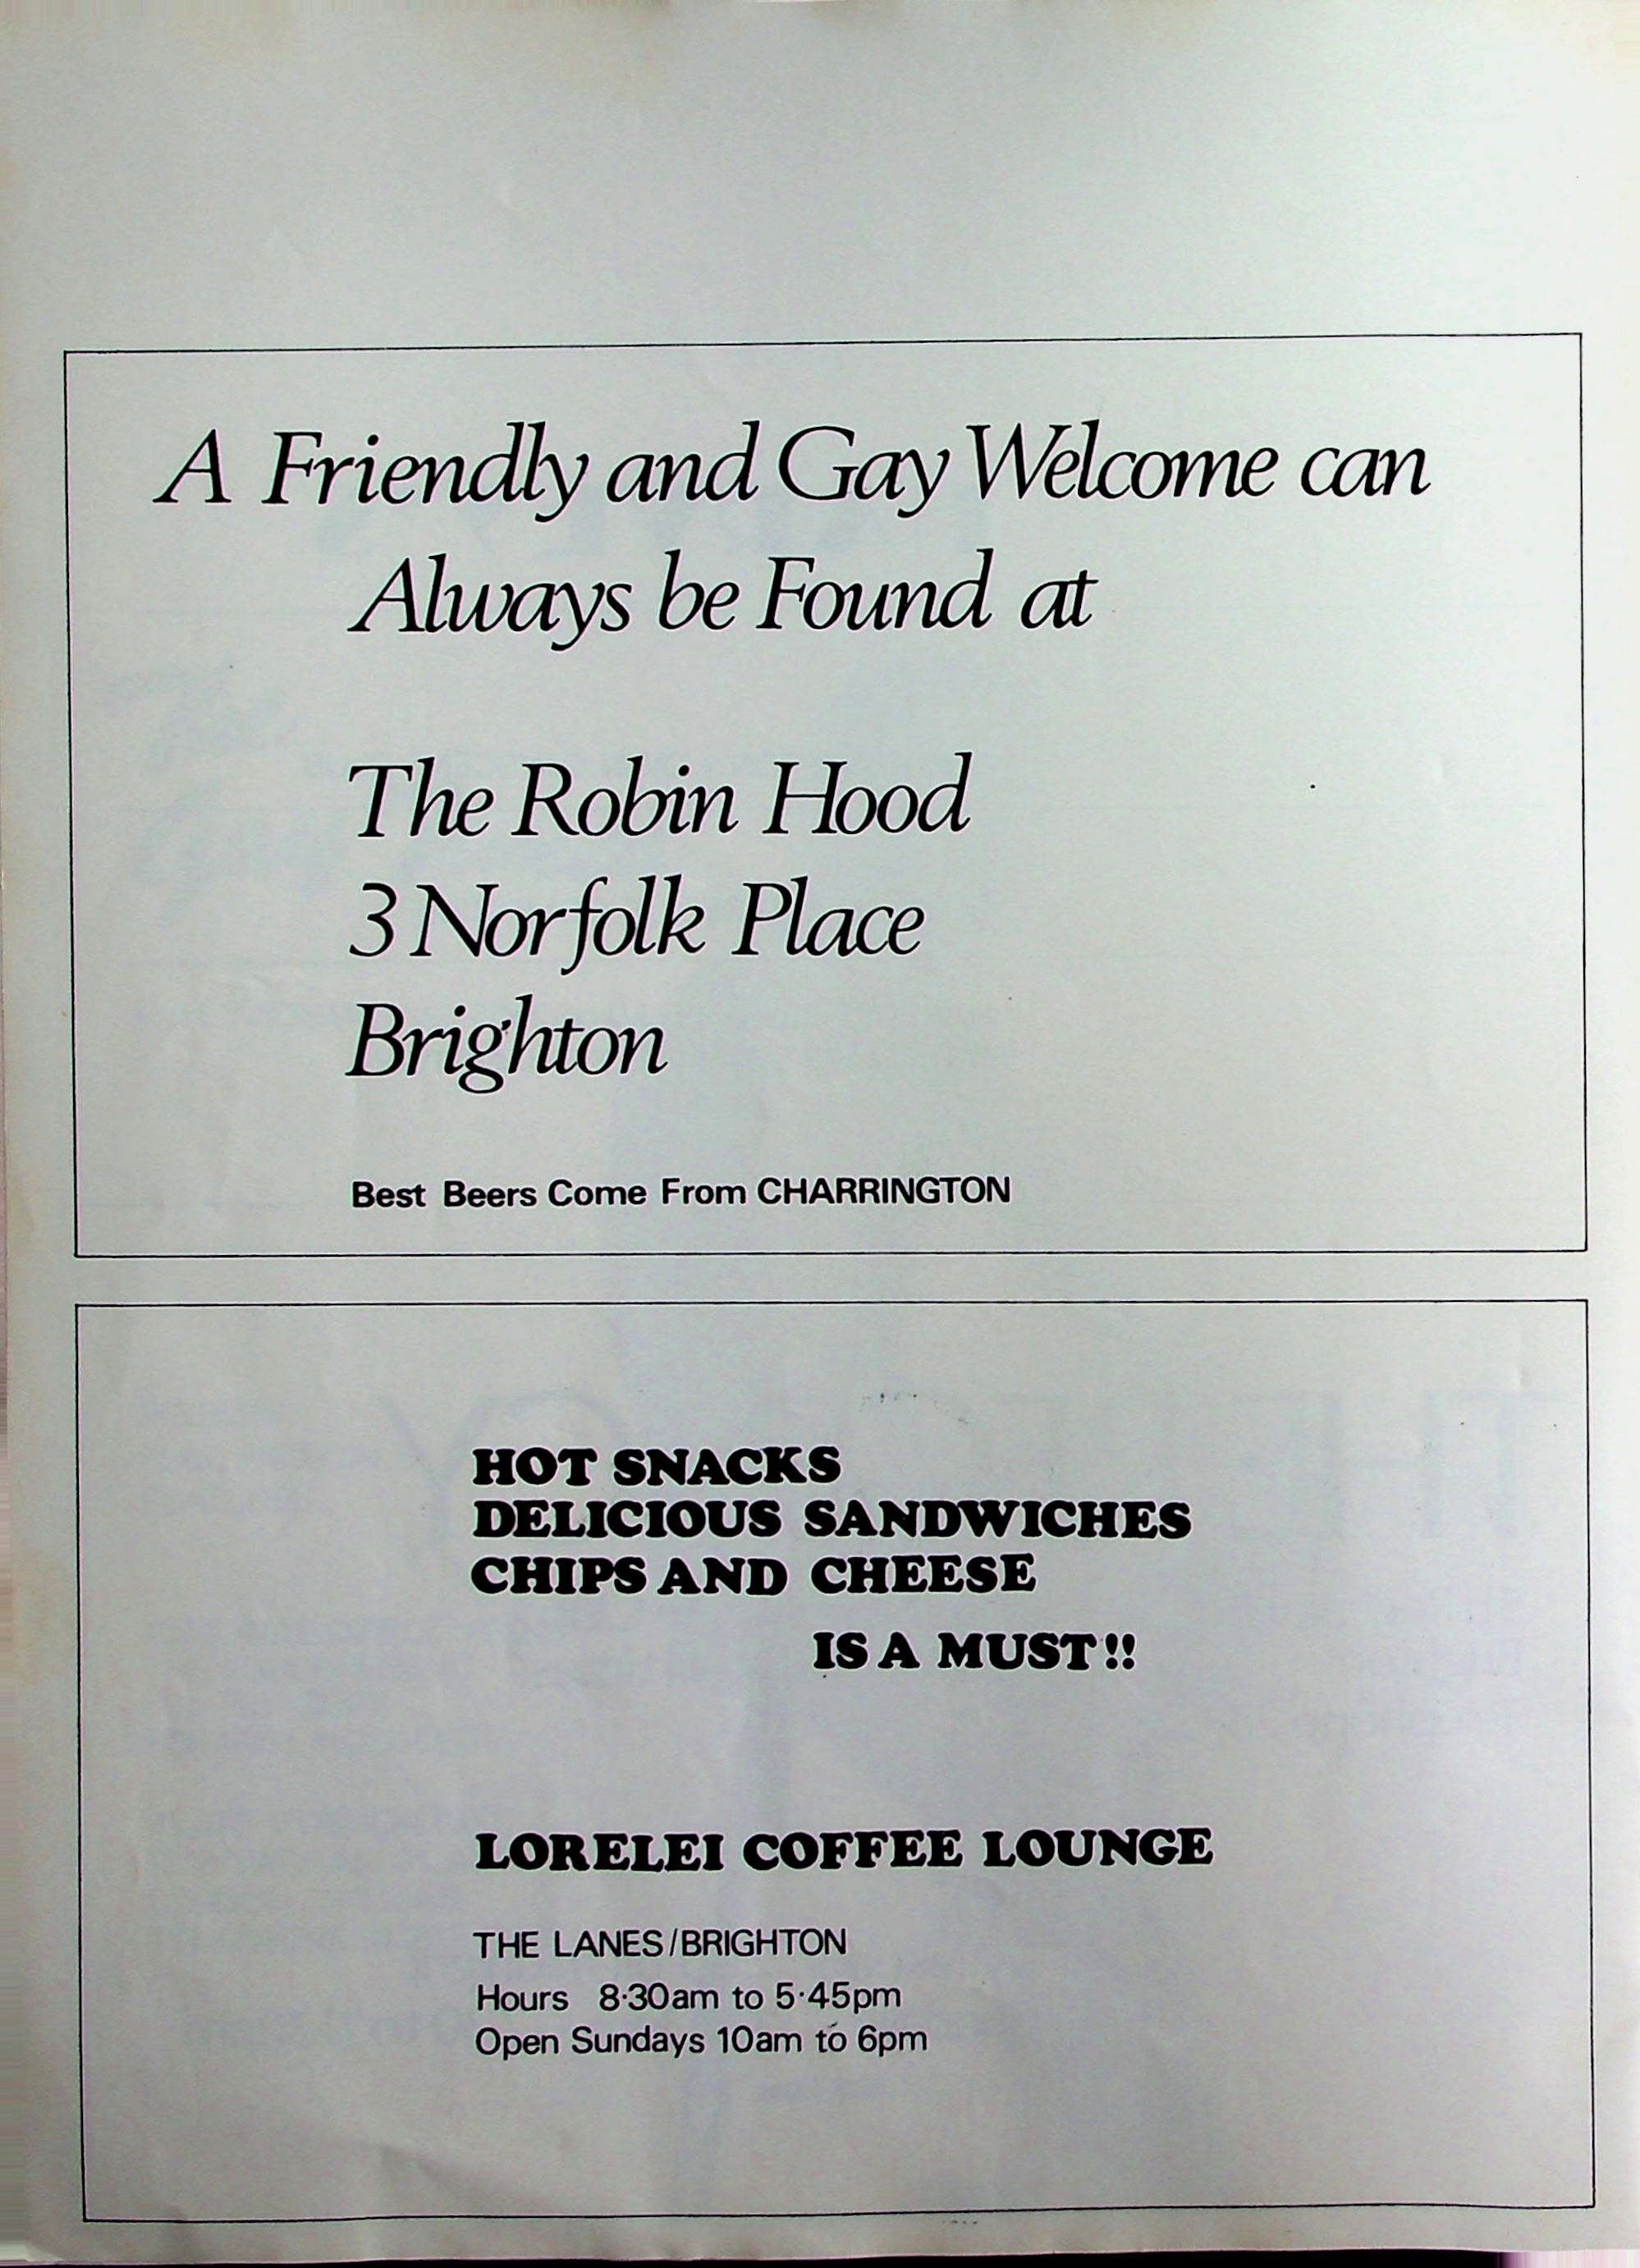 A Friendly and Gay Welcome can
Always be Found at
The Robin Hood
3 Norfolk Place
Brighton
Best Beers Come From CHARRINGTON
HOT SNACKS
DELICIOUS SANDWICHES
CHIPS AND CHEESE
IS A MUST!!
LORELEI COFFEE LOUNGE
THE LANES/BRIGHTON
Hours 8·30am to 5·45pm
Open Sundays 10am to 6pm